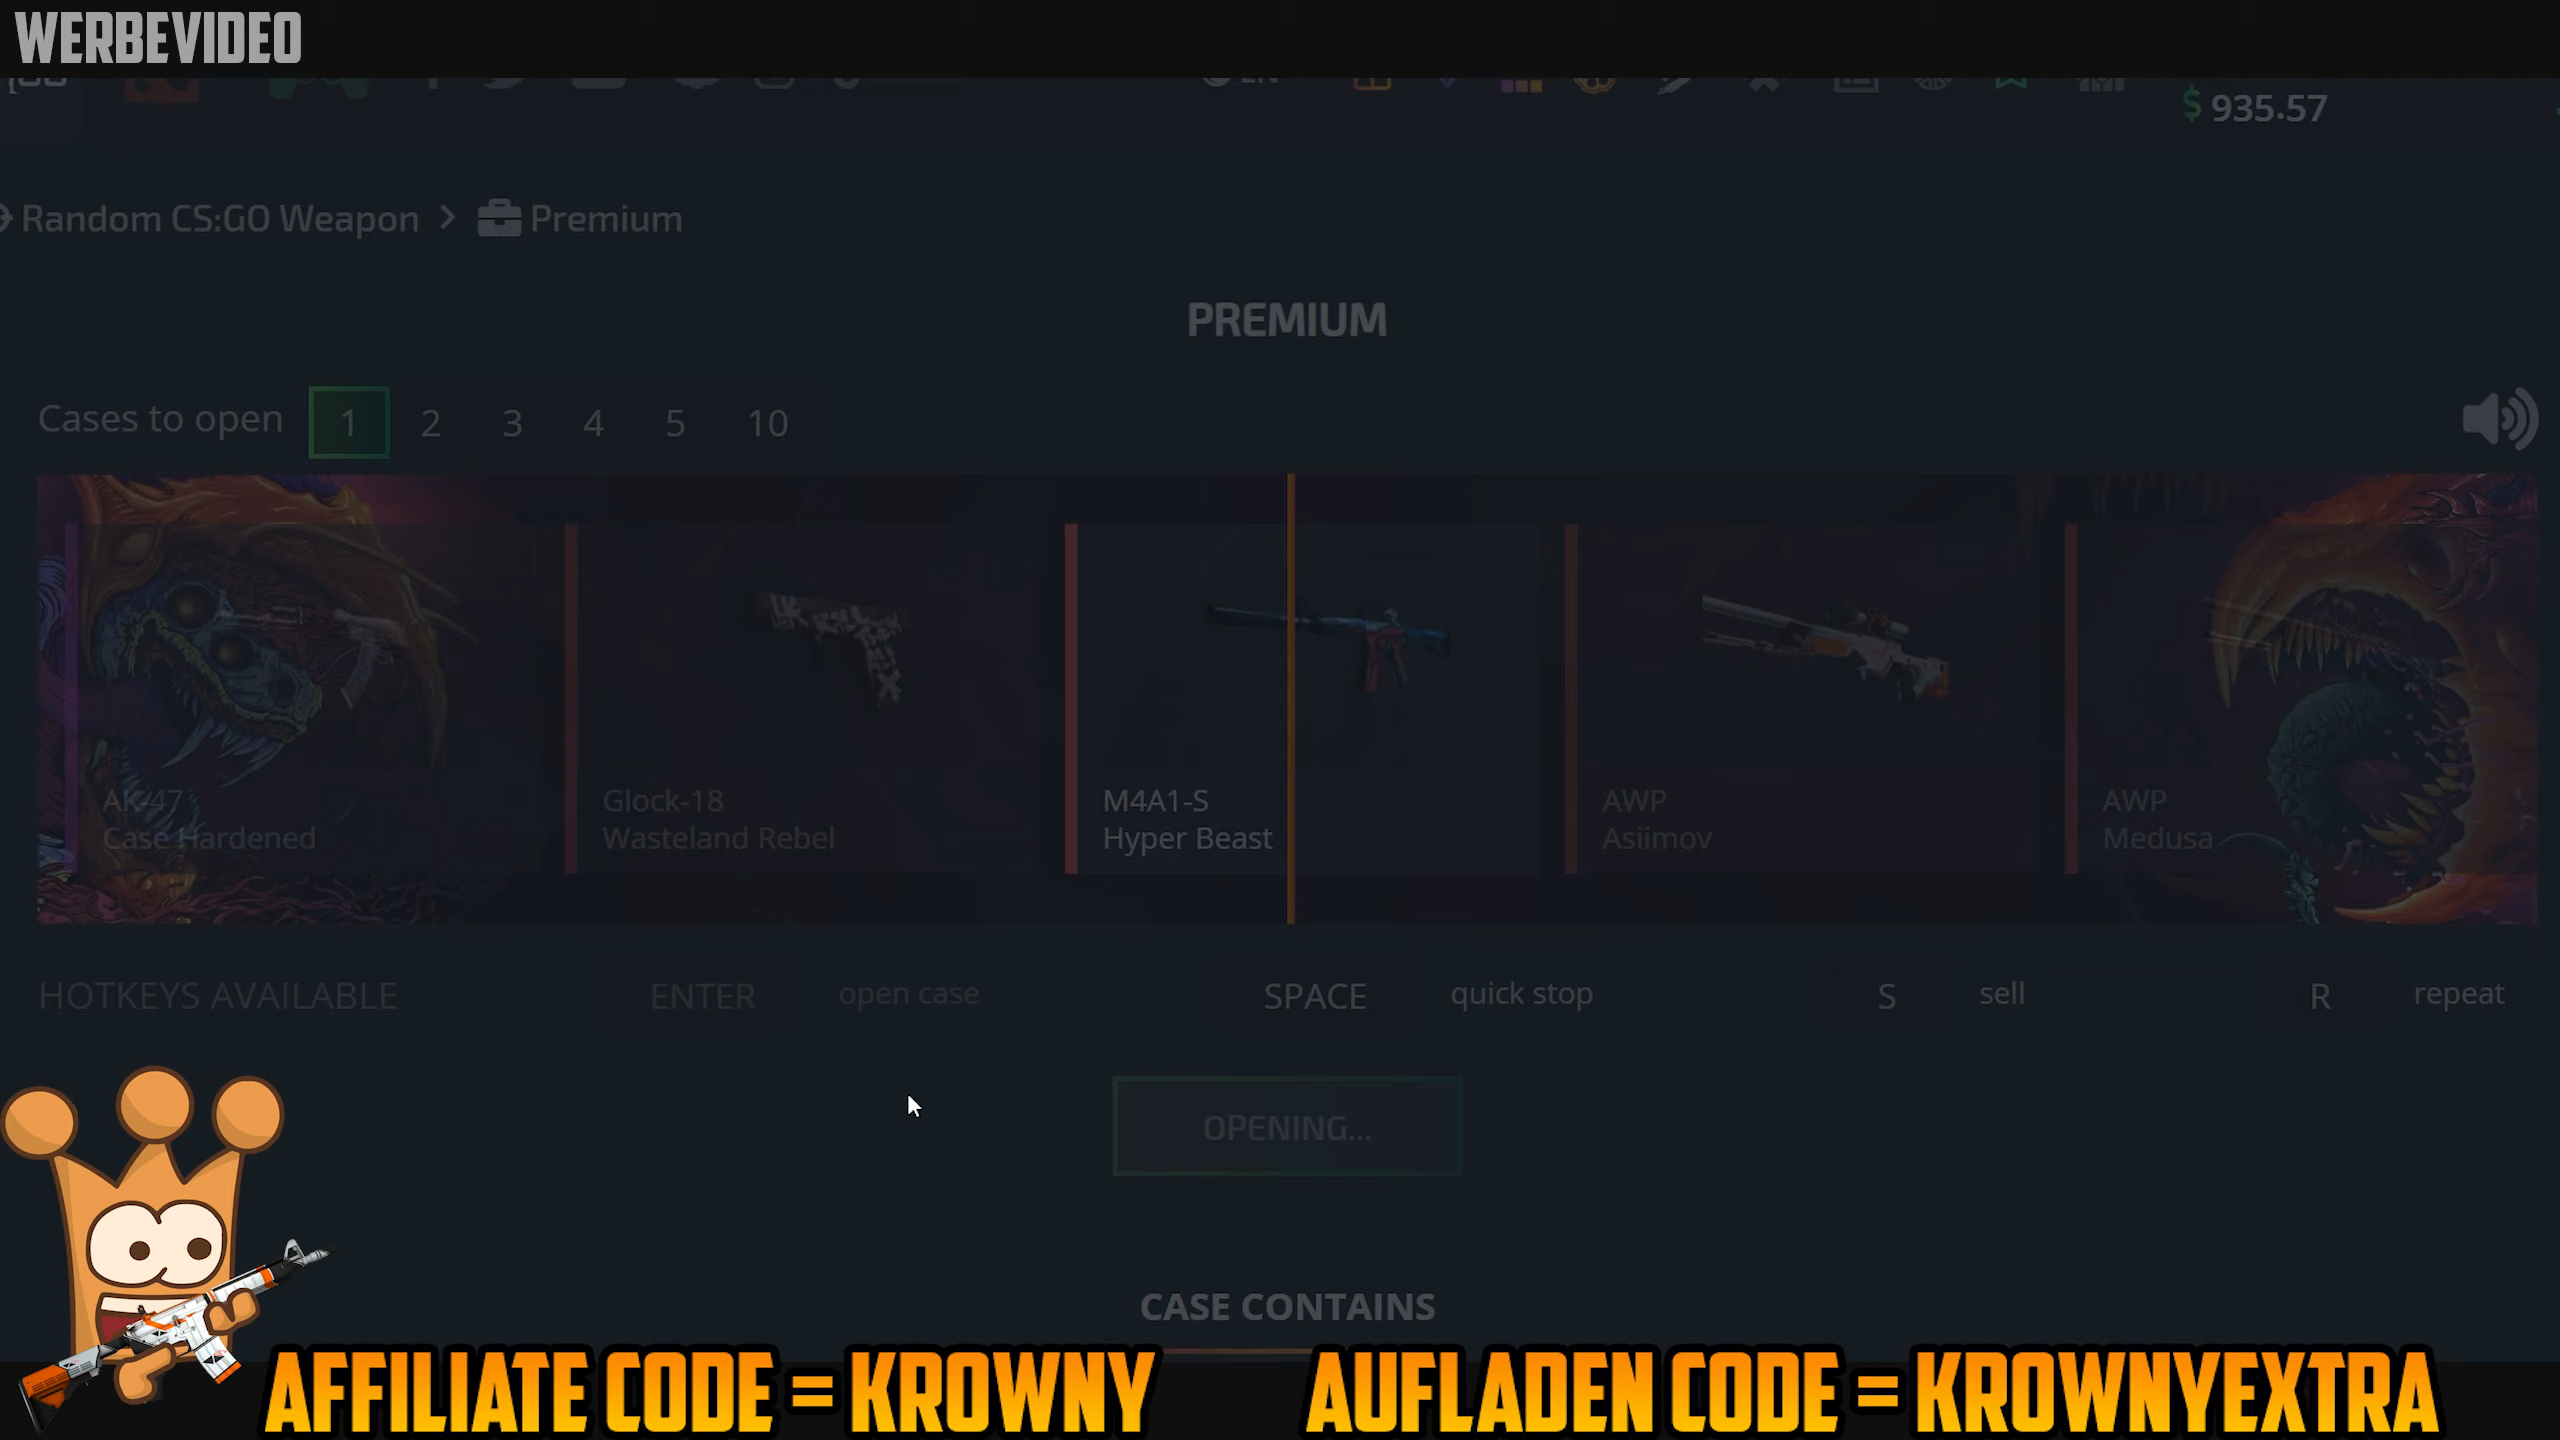 WERBEVIDEO
EN
$ 935.57
Random CS:GO Weapon > Premium
PREMIUM
Cases to open 1 2 3 4 5 10
AK-47
Case Hardened
Glock-18
Wasteland Rebel
M4A1-S
Hyper Beast
AWP
Asiimov
AWP
Medusa
HOTKEYS AVAILABLE ENTER open case SPACE quick stop S sell R repeat
OPENING...
CASE CONTAINS
AFFILIATE CODE = KROWNY AUFLADEN CODE = KROWNYEXTRA